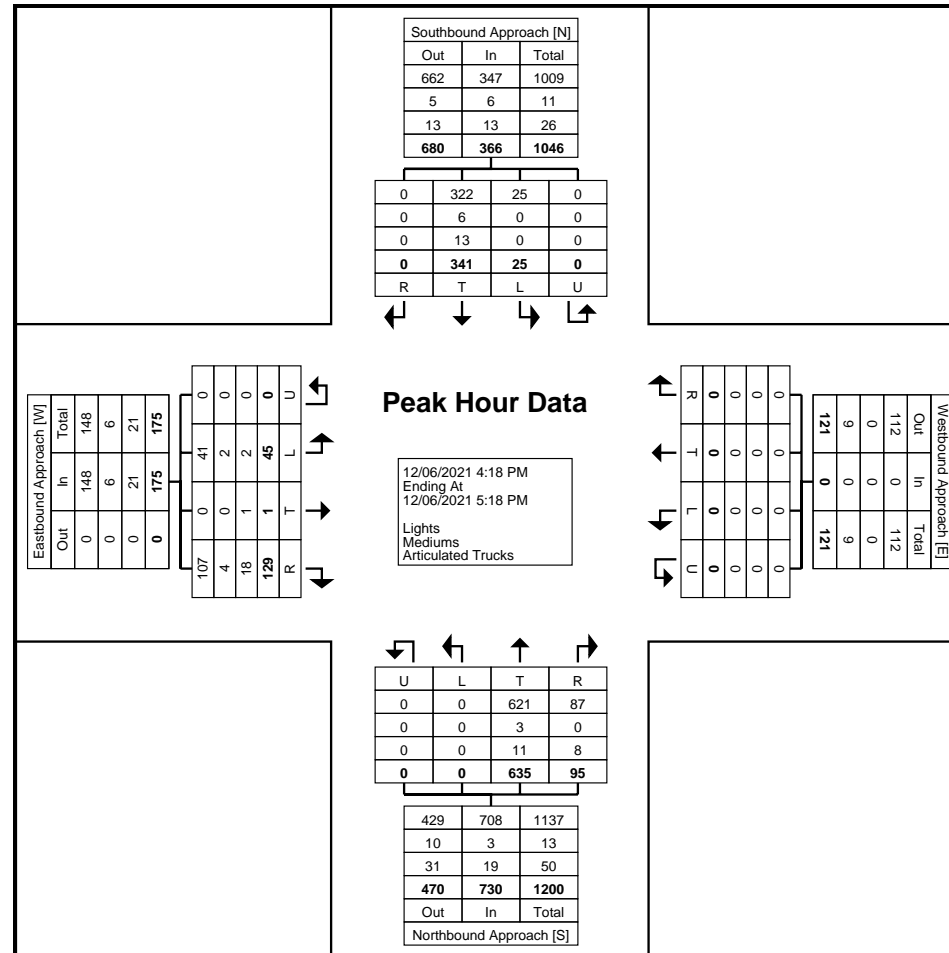 Southbound Approach [N]
Out In Total
662 347 1009
5 6 11
13 13 26
680 366 1046
0 322 25 0
0 6 0 0
0 13 0 0
0 341 25 0
R T L U
Eastbound Approach [W]
Out In Total
0 148 148
0 6 6
0 21 21
0 175 175
107 0 41 0
4 0 2 0
18 1 2 0
129 1 45 0
R T L U
Peak Hour Data
12/06/2021 4:18 PM
Ending At
12/06/2021 5:18 PM
Lights
Mediums
Articulated Trucks
Westbound Approach [E]
Out In Total
112 0 112
0 0 0
9 0 9
121 0 121
0 0 0 0
0 0 0 0
0 0 0 0
0 0 0 0
R T L U
U L T R
0 0 621 87
0 0 3 0
0 0 11 8
0 0 635 95
429 708 1137
10 3 13
31 19 50
470 730 1200
Out In Total
Northbound Approach [S]